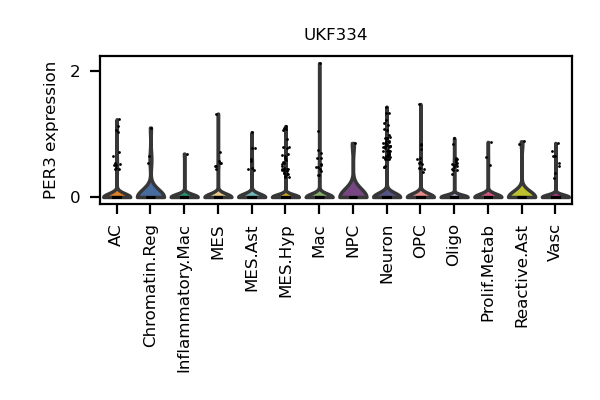 UKF334
PER3 expression
2
0
AC
Chromatin.Reg
Inflammatory.Mac
MES
MES.Ast
MES.Hyp
Mac
NPC
Neuron
OPC
Oligo
Prolif.Metab
Reactive.Ast
Vasc